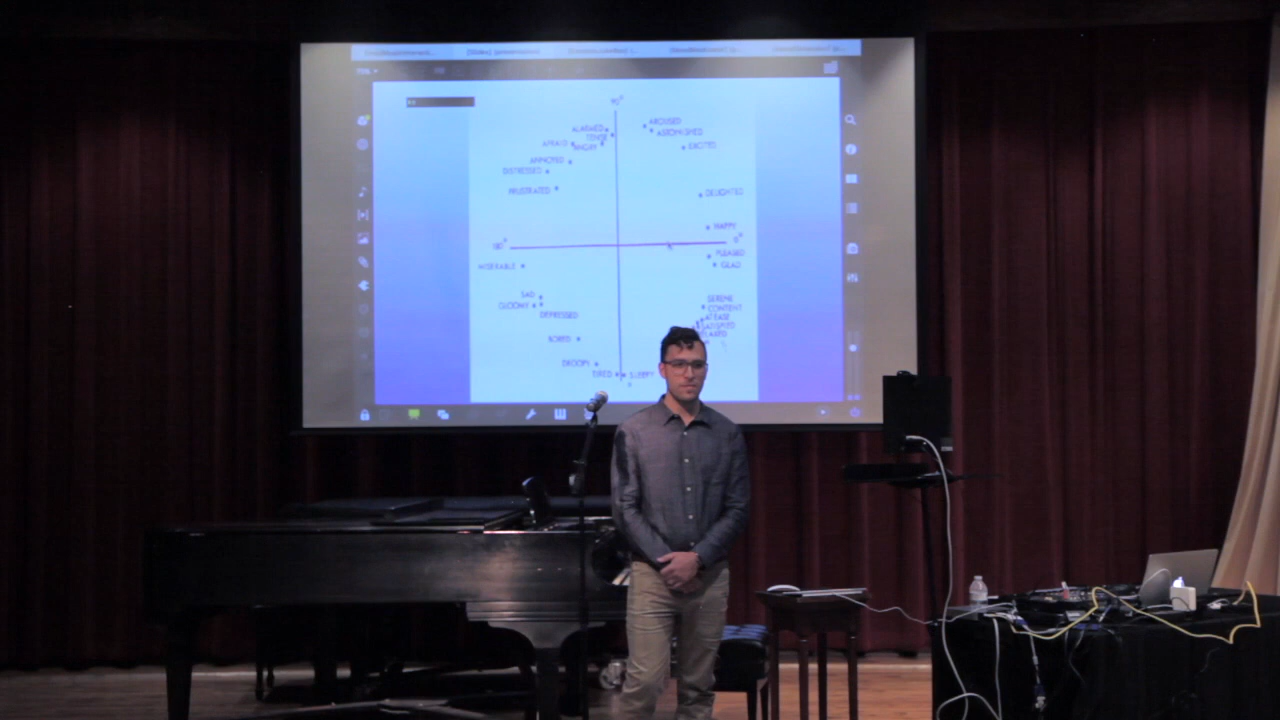 75%
90°
ALARMED
AROUSED
TENSE
ASTONISHED
AFRAID
ANGRY
EXCITED
ANNOYED
DISTRESSED
FRUSTRATED
DELIGHTED
HAPPY
180°
0°
PLEASED
MISERABLE
GLAD
SAD
SERENE
GLOOMY
CONTENT
DEPRESSED
AT EASE
SATISFIED
BORED
DROOPY
TIRED
SLEEPY